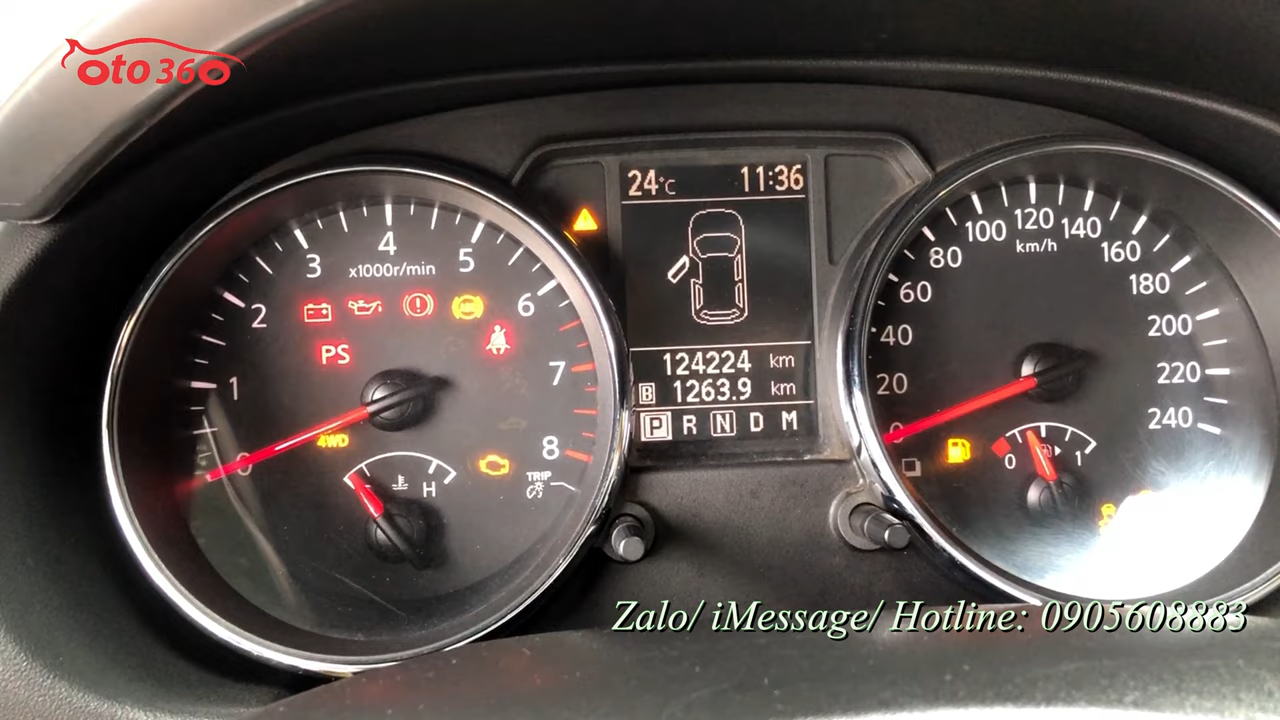 oto360
24°C 11:36
4
3 5
x1000r/min
2 6
PS
1 7
4WD
0 8
H
TRIP
124224 km
B 1263.9 km
P R N D M
120
100 140
km/h
80 160
60 180
40 200
20 220
0 240
0 1
Zalo/ iMessage/ Hotline: 0905608883